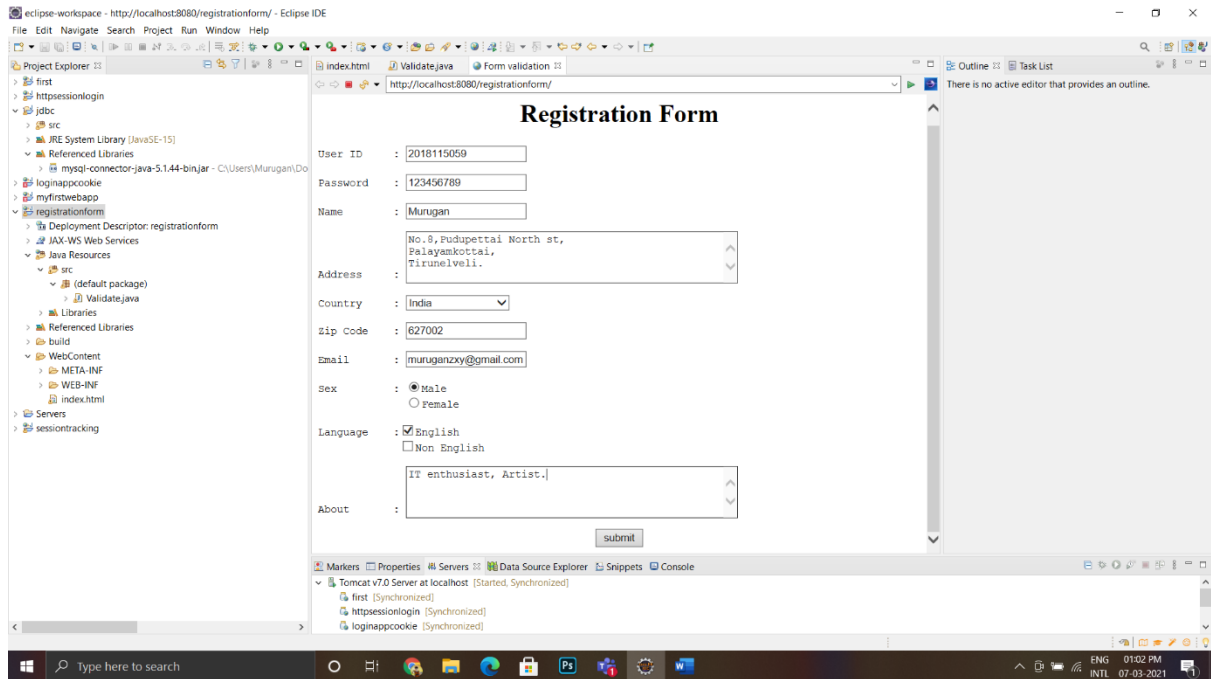 eclipse-workspace - http://localhost:8080/registrationform/ - Eclipse IDE
File Edit Navigate Search Project Run Window Help
Project Explorer
first
httpsessionlogin
jdbc
src
JRE System Library [JavaSE-15]
Referenced Libraries
mysql-connector-java-5.1.44-bin.jar - C:\Users\Murugan\Do
loginappcookie
myfirstwebapp
registrationform
Deployment Descriptor: registrationform
JAX-WS Web Services
Java Resources
src
(default package)
Validate.java
Libraries
Referenced Libraries
build
WebContent
META-INF
WEB-INF
index.html
Servers
sessiontracking
index.html Validate.java Form validation
http://localhost:8080/registrationform/
Registration Form
User ID : 2018115059
Password : 123456789
Name : Murugan
No.8,Pudupettai North st,
Palayamkottai,
Tirunelveli.
Address :
Country : India
Zip Code : 627002
Email : muruganzxy@gmail.com
Sex : Male
Female
Language : English
Non English
IT enthusiast, Artist.
About :
submit
Outline Task List
There is no active editor that provides an outline.
Markers Properties Servers Data Source Explorer Snippets Console
Tomcat v7.0 Server at localhost [Started, Synchronized]
first [Synchronized]
httpsessionlogin [Synchronized]
loginappcookie [Synchronized]
Type here to search
Ps
W
ENG
INTL
01:02 PM
07-03-2021